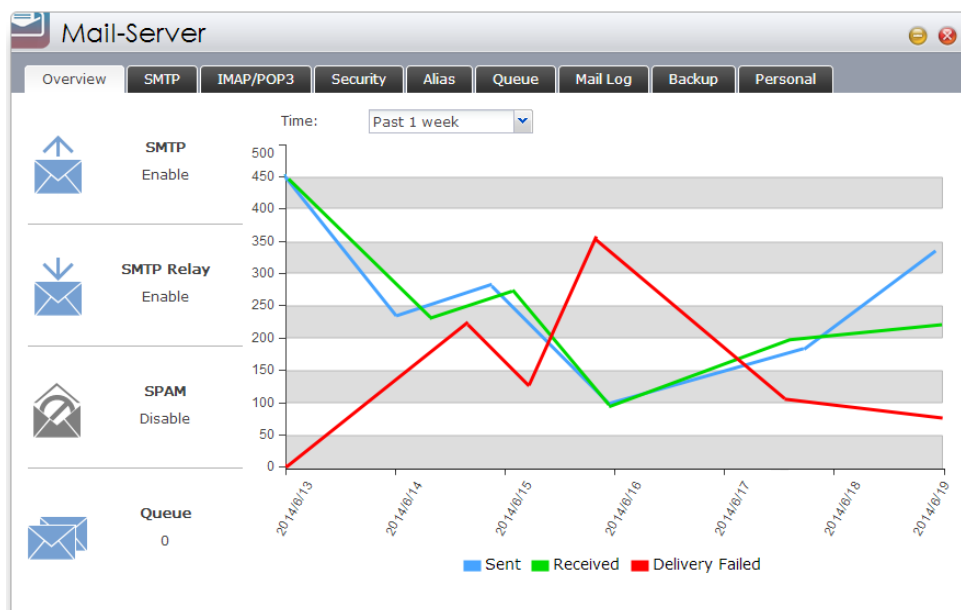 Mail-Server
Overview SMTP IMAP/POP3 Security Alias Queue Mail Log Backup Personal
Time: Past 1 week
SMTP
Enable
SMTP Relay
Enable
SPAM
Disable
Queue
0
500
450
400
350
300
250
200
150
100
50
0
2014/6/13 2014/6/14 2014/6/15 2014/6/16 2014/6/17 2014/6/18 2014/6/19
Sent Received Delivery Failed